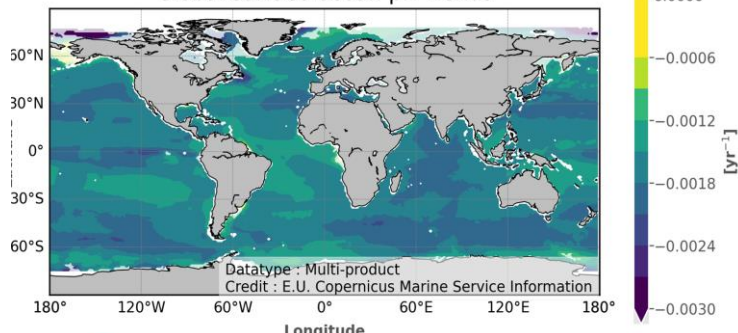 60°N
30°N
0°
30°S
60°S
180°
120°W
60°W
0°
60°E
120°E
180°
Longitude
Datatype : Multi-product
Credit : E.U. Copernicus Marine Service Information
−0.0006
−0.0012
−0.0018
−0.0024
−0.0030
[yr⁻¹]